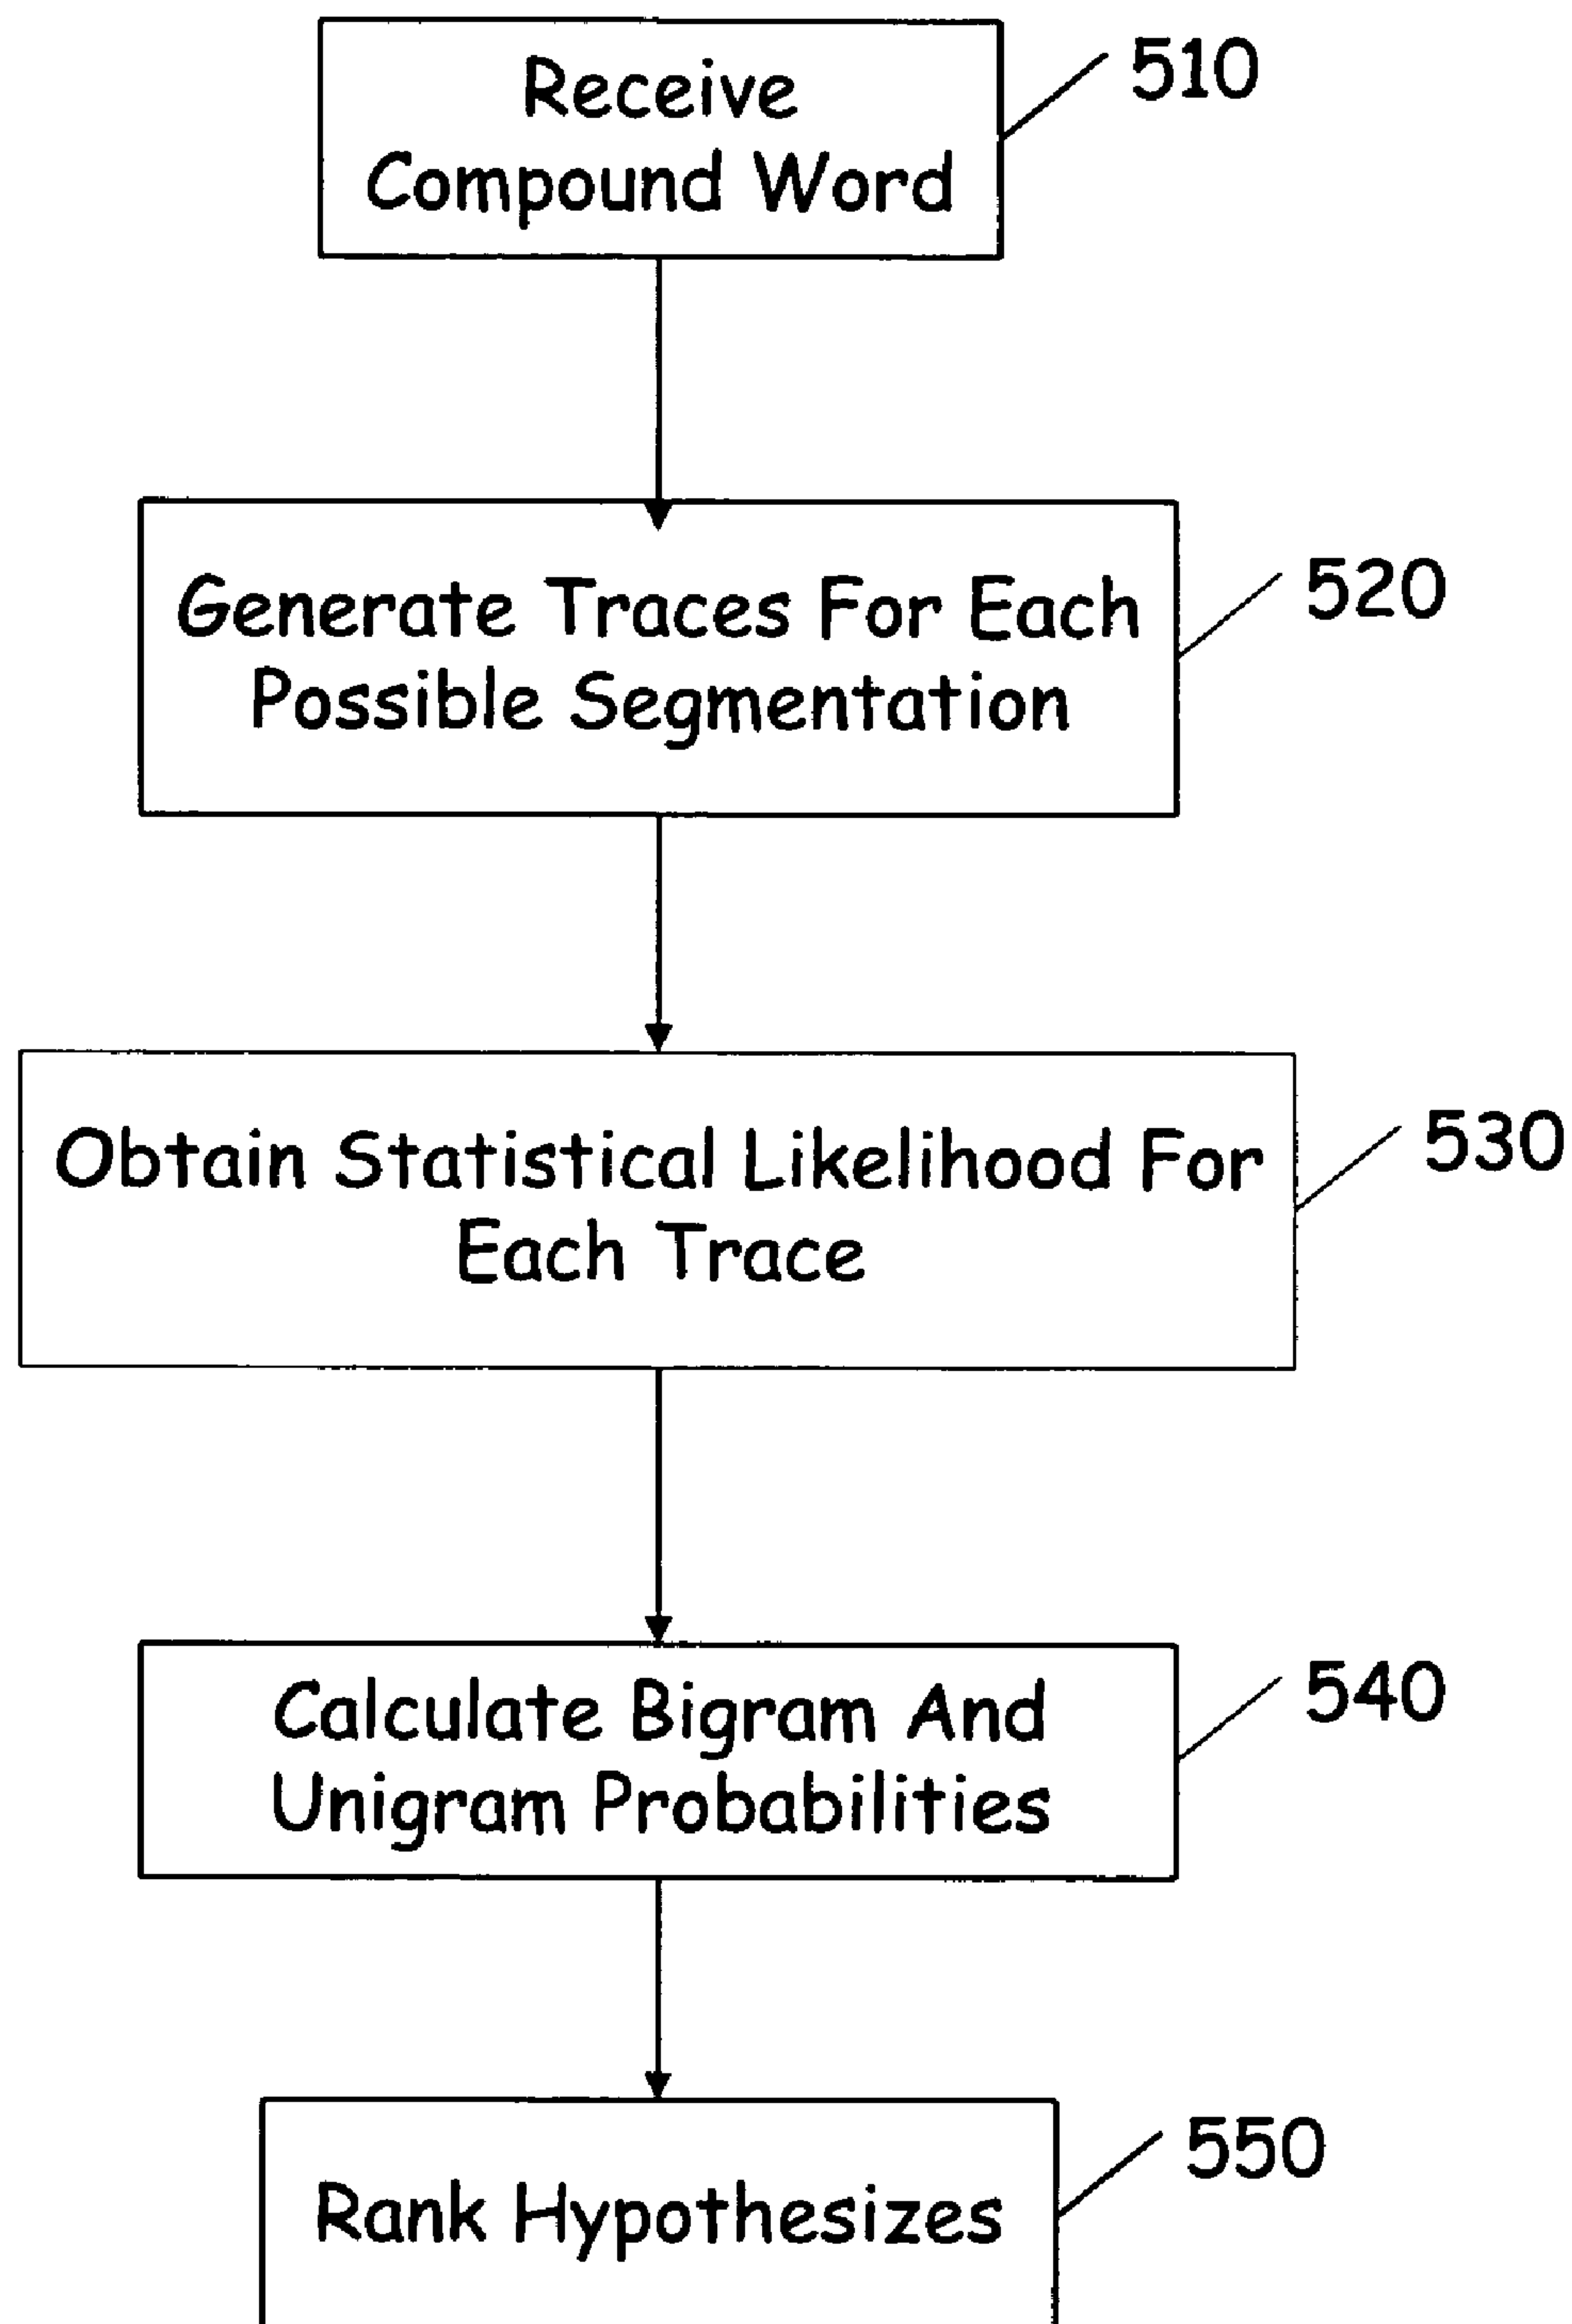 Receive
Compound Word
510
Generate Traces For Each
Possible Segmentation
520
Obtain Statistical Likelihood For
Each Trace
530
Calculate Bigram And
Unigram Probabilities
540
Rank Hypothesizes
550